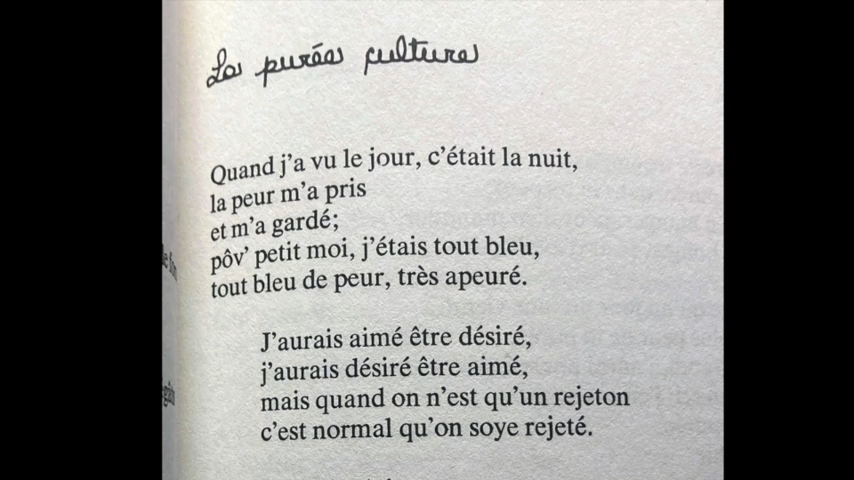 La purée culture
Quand j'a vu le jour, c'était la nuit,
la peur m'a pris
et m'a gardé;
pôv' petit moi, j'étais tout bleu,
tout bleu de peur, très apeuré.
J'aurais aimé être désiré,
j'aurais désiré être aimé,
mais quand on n'est qu'un rejeton
c'est normal qu'on soye rejeté.